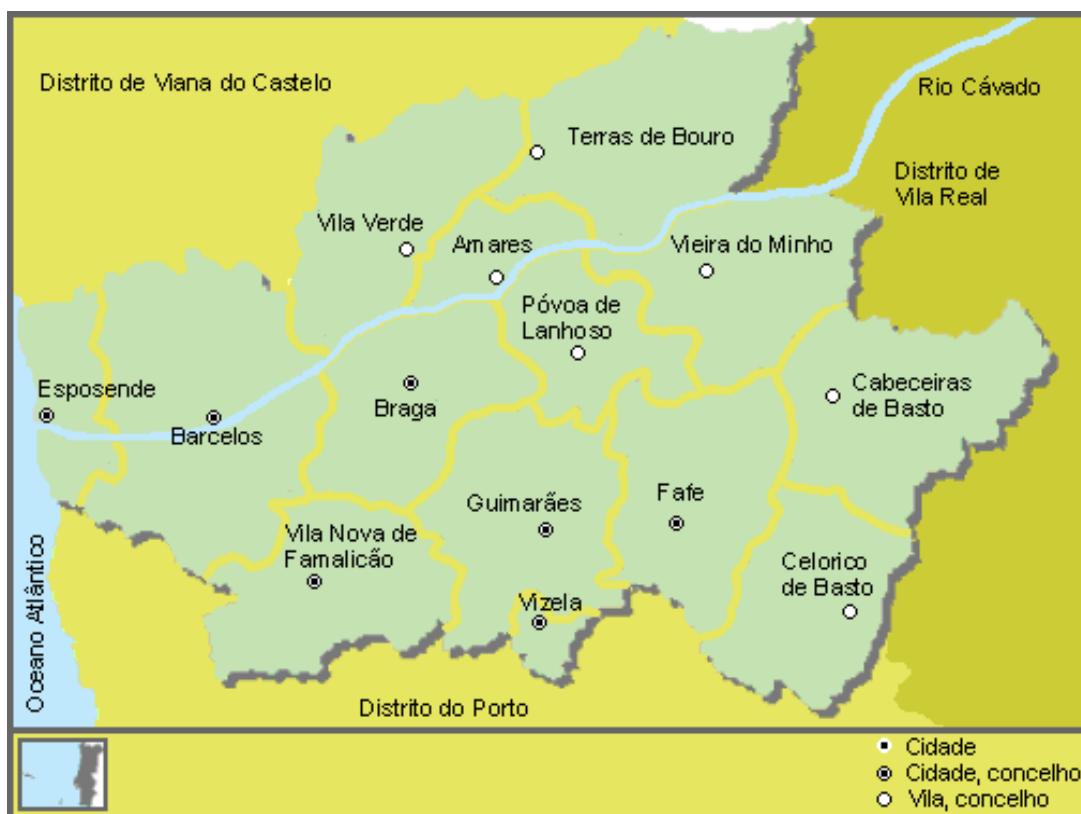 Distrito de Viana do Castelo
Rio Cávado
Terras de Bouro
Distrito de
Vila Real
Vila Verde
Amares
Vieira do Minho
Póvoa de
Lanhoso
Esposende
Barcelos
Braga
Cabeceiras
de Basto
Guimarães
Fafe
Vila Nova de
Famalicão
Celorico
de Basto
Vizela
Oceano Atlântico
Distrito do Porto
Cidade
Cidade, concelho
Vila, concelho